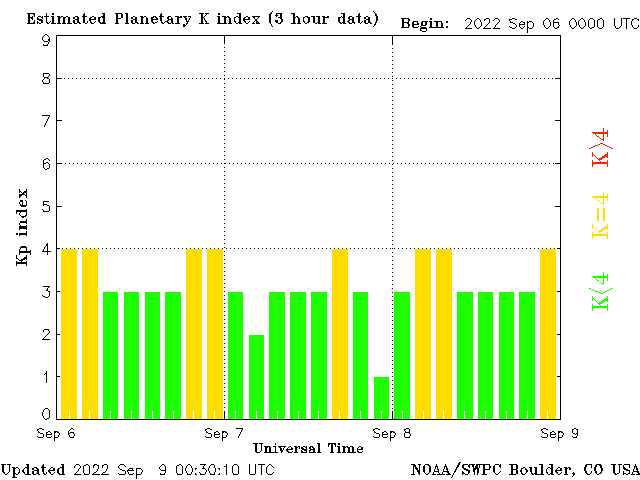 Estimated Planetary K index (3 hour data)
Begin: 2022 Sep 06 0000 UTC
9
8
7
6
5
4
3
2
1
0
Kp index
Sep 6
Sep 7
Sep 8
Sep 9
Universal Time
K>4
K=4
K<4
Updated 2022 Sep 9 00:30:10 UTC
NOAA/SWPC Boulder, CO USA